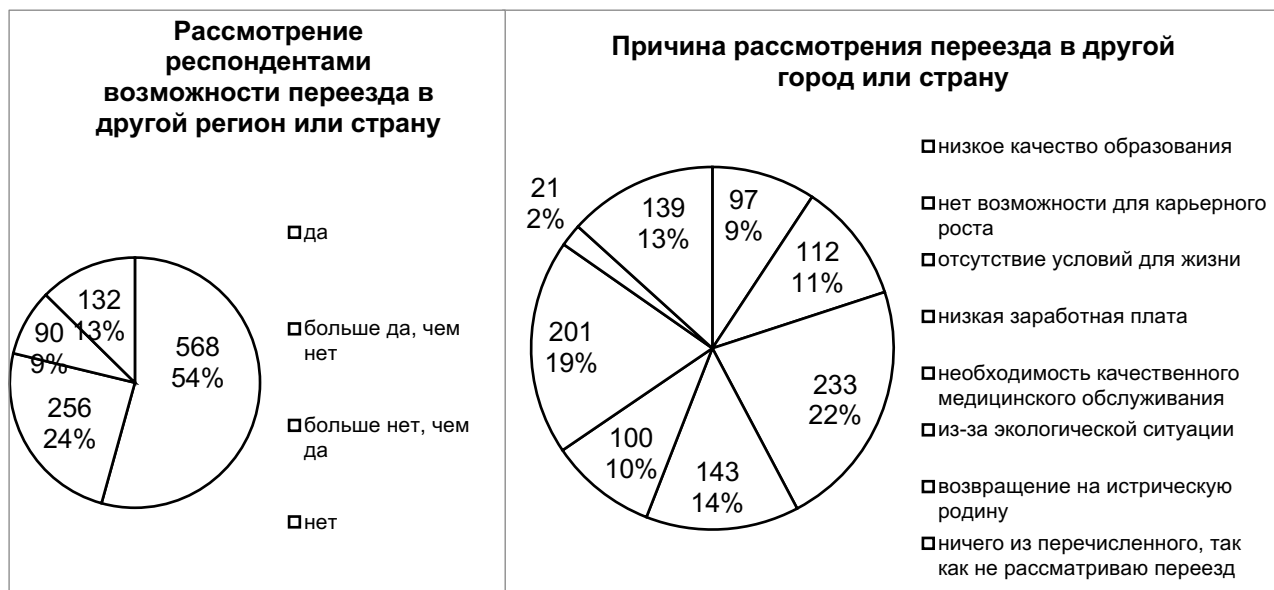 Рассмотрение
респондентами
возможности переезда в
другой регион или страну
132
13%
90
9%
568
54%
256
24%
да
больше да, чем
нет
больше нет, чем
да
нет
Причина рассмотрения переезда в другой
город или страну
21
2%
139
13%
97
9%
112
11%
201
19%
233
22%
100
10%
143
14%
низкое качество образования
нет возможности для карьерного
роста
отсутствие условий для жизни
низкая заработная плата
необходимость качественного
медицинского обслуживания
из-за экологической ситуации
возвращение на истрическую
родину
ничего из перечисленного, так
как не рассматриваю переезд